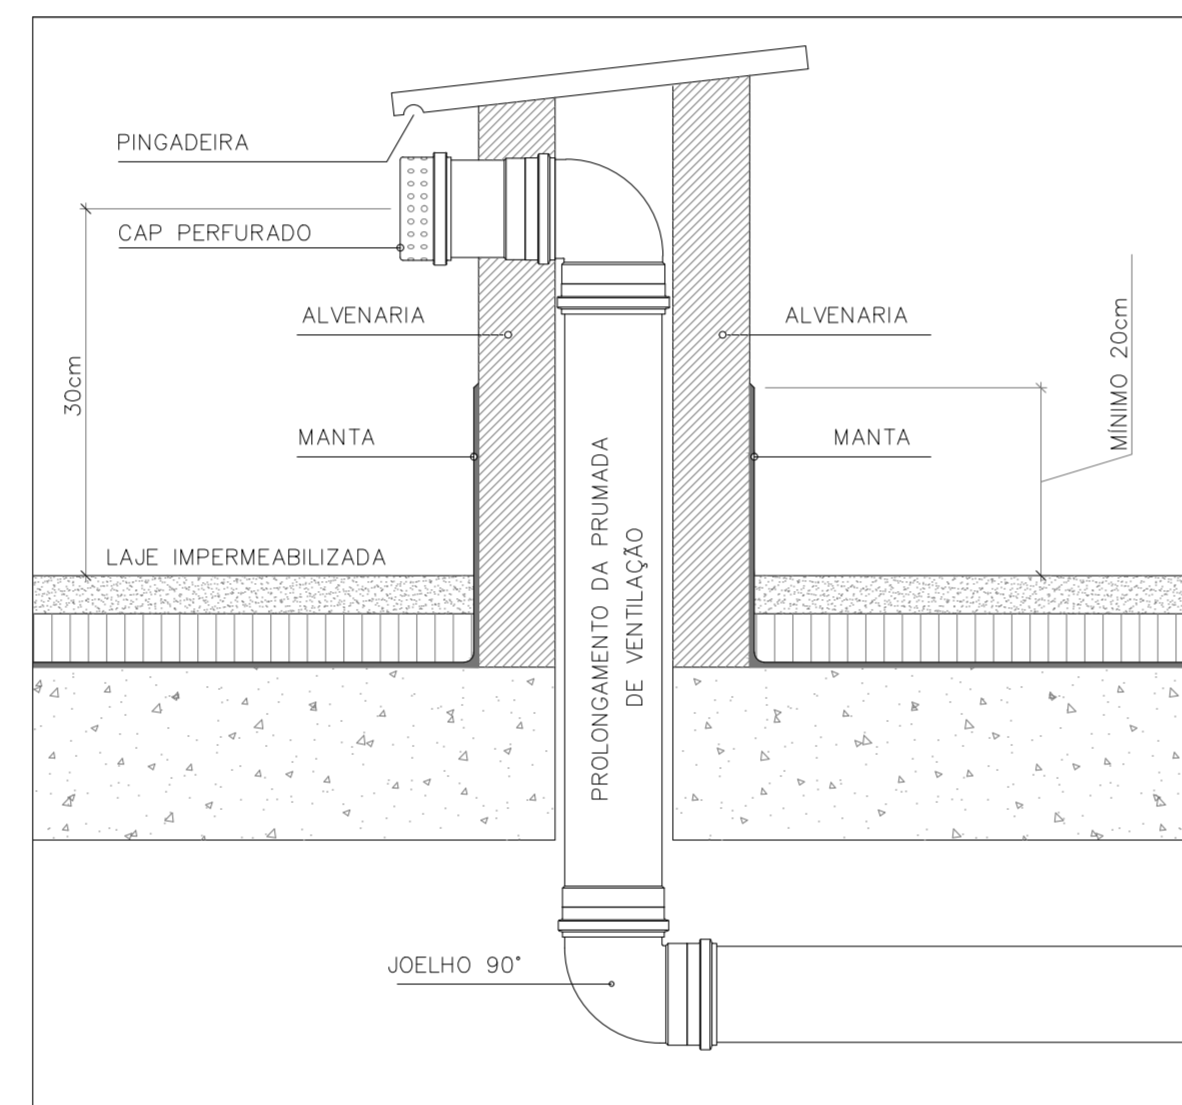 PINGADEIRA
CAP PERFURADO
ALVENARIA
ALVENARIA
30cm
MÍNIMO 20cm
MANTA
MANTA
LAJE IMPERMEABILIZADA
PROLONGAMENTO DA PRUMADA
DE VENTILAÇÃO
JOELHO 90°